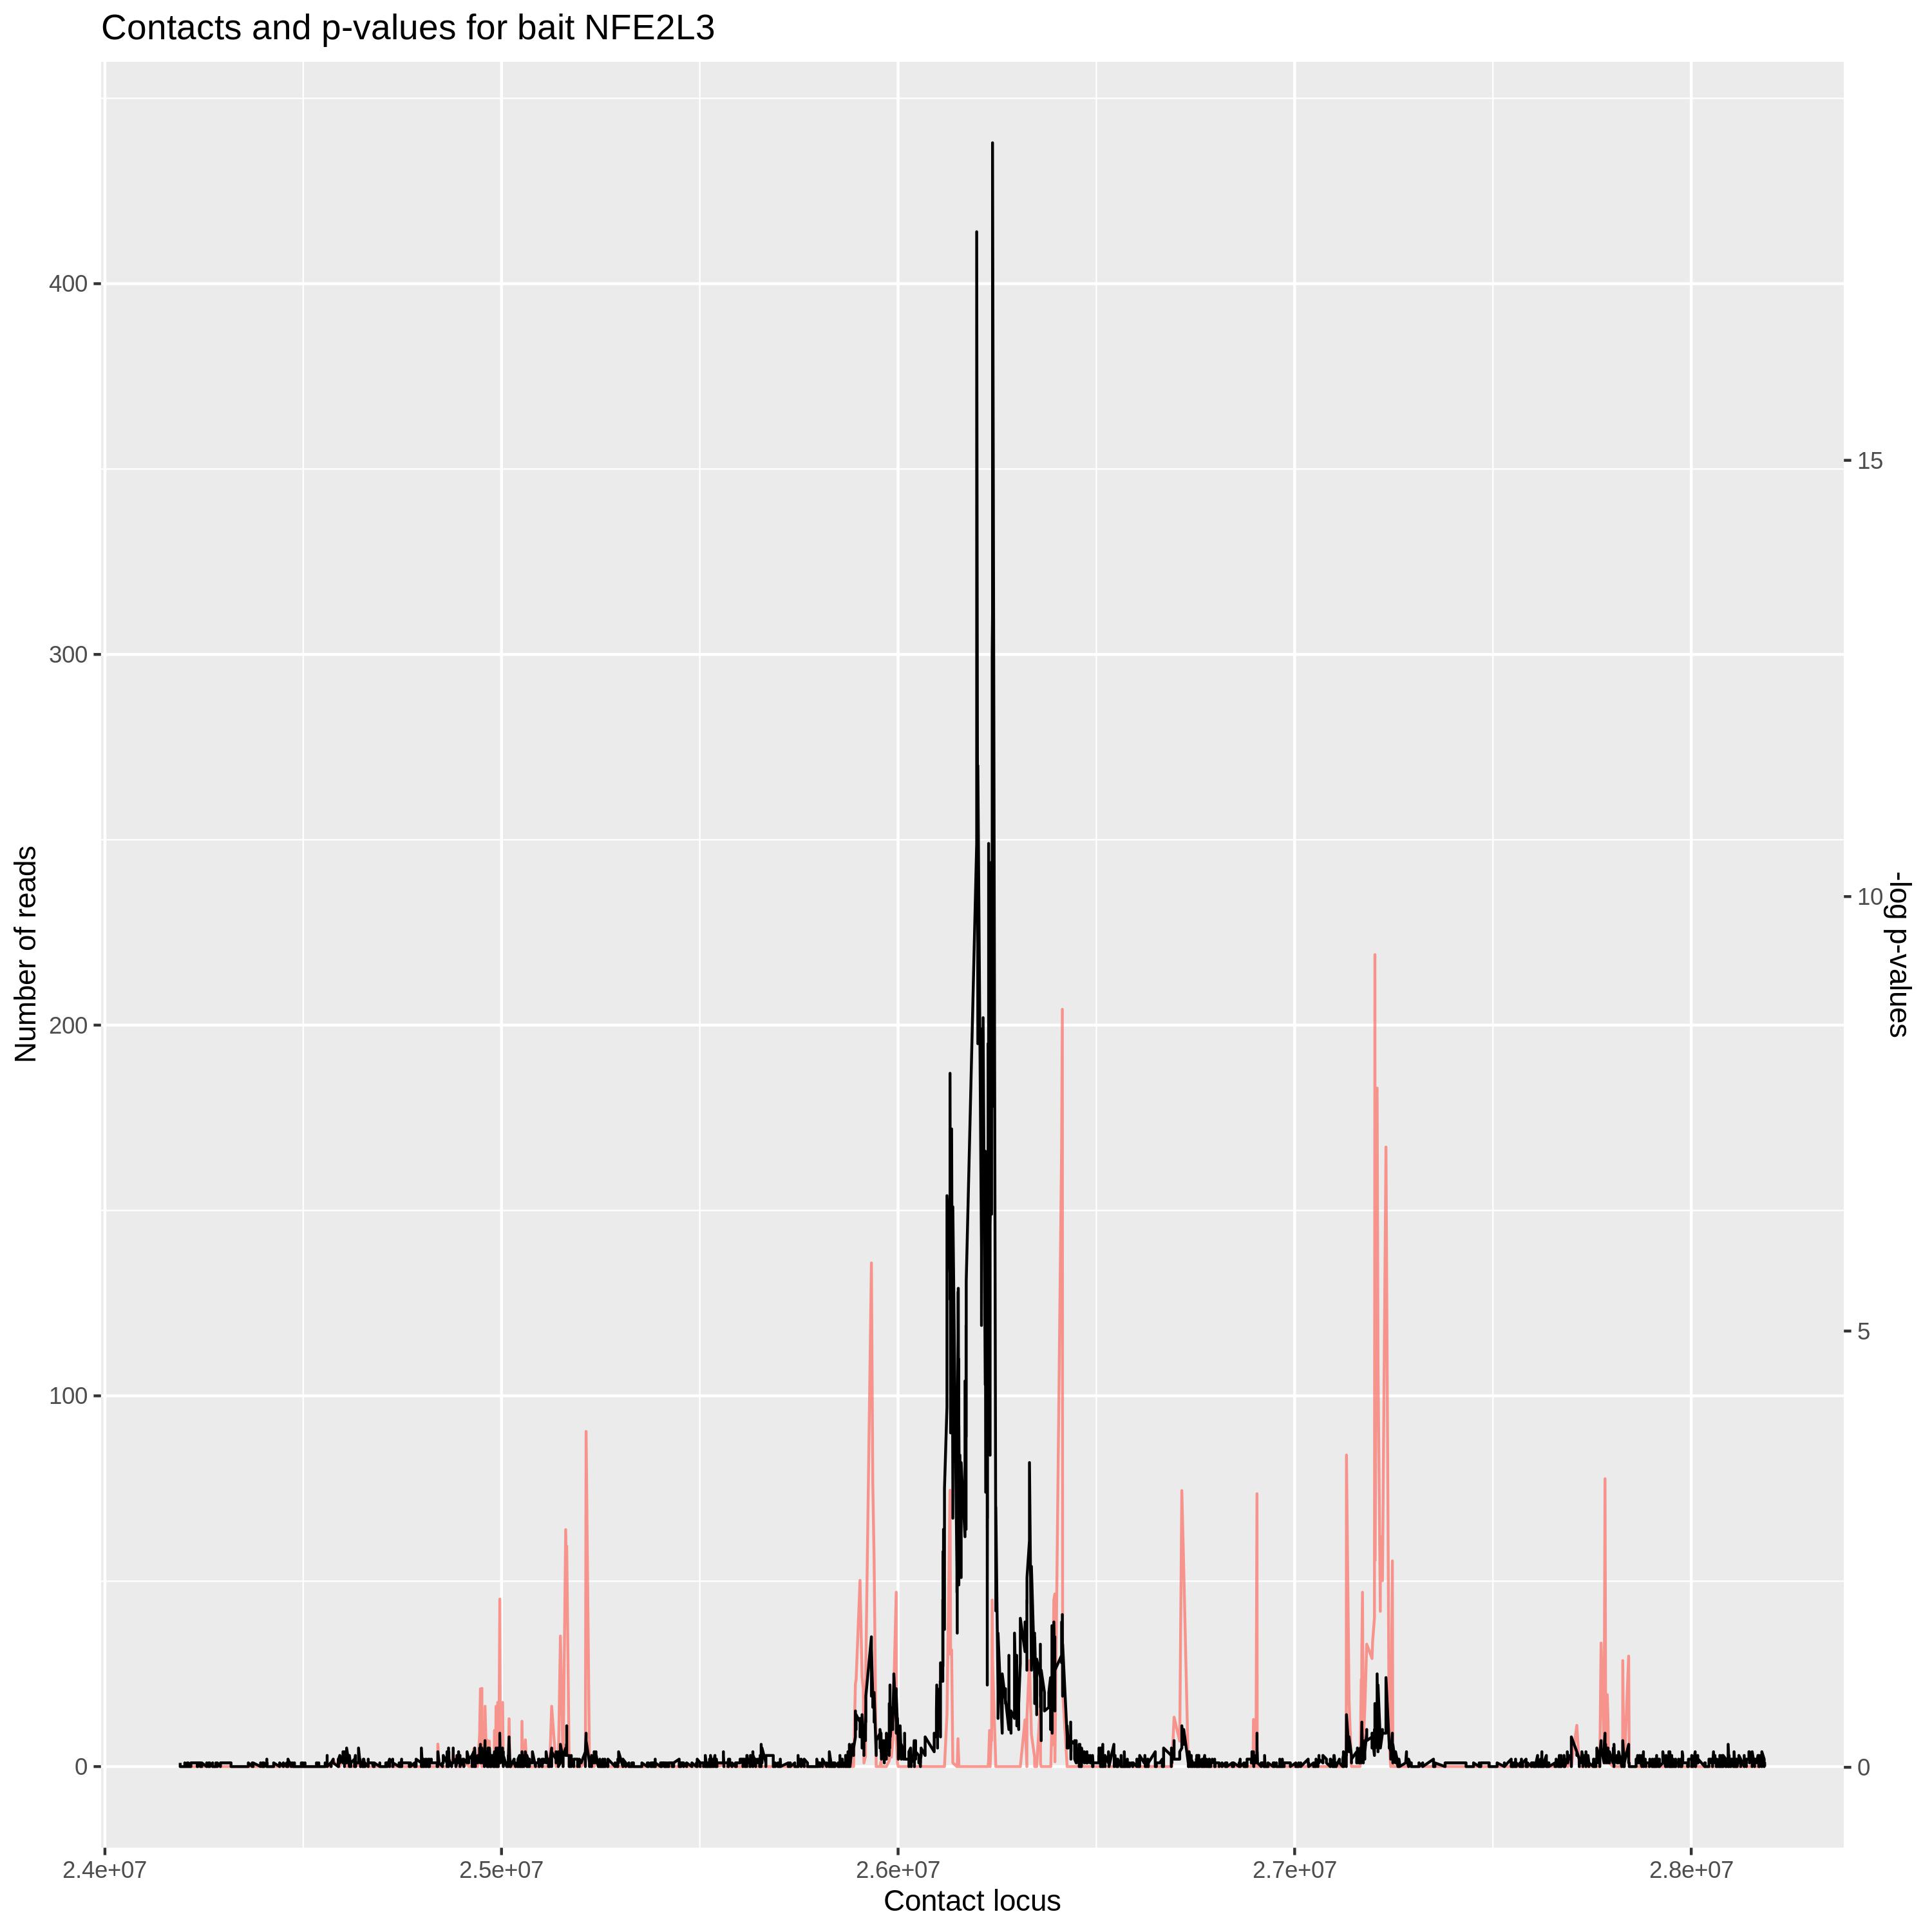 Contacts and p-values for bait NFE2L3
400
300
200
100
0
Number of reads
15
10
5
0
-log p-values
2.4e+07 2.5e+07 2.6e+07 2.7e+07 2.8e+07
Contact locus